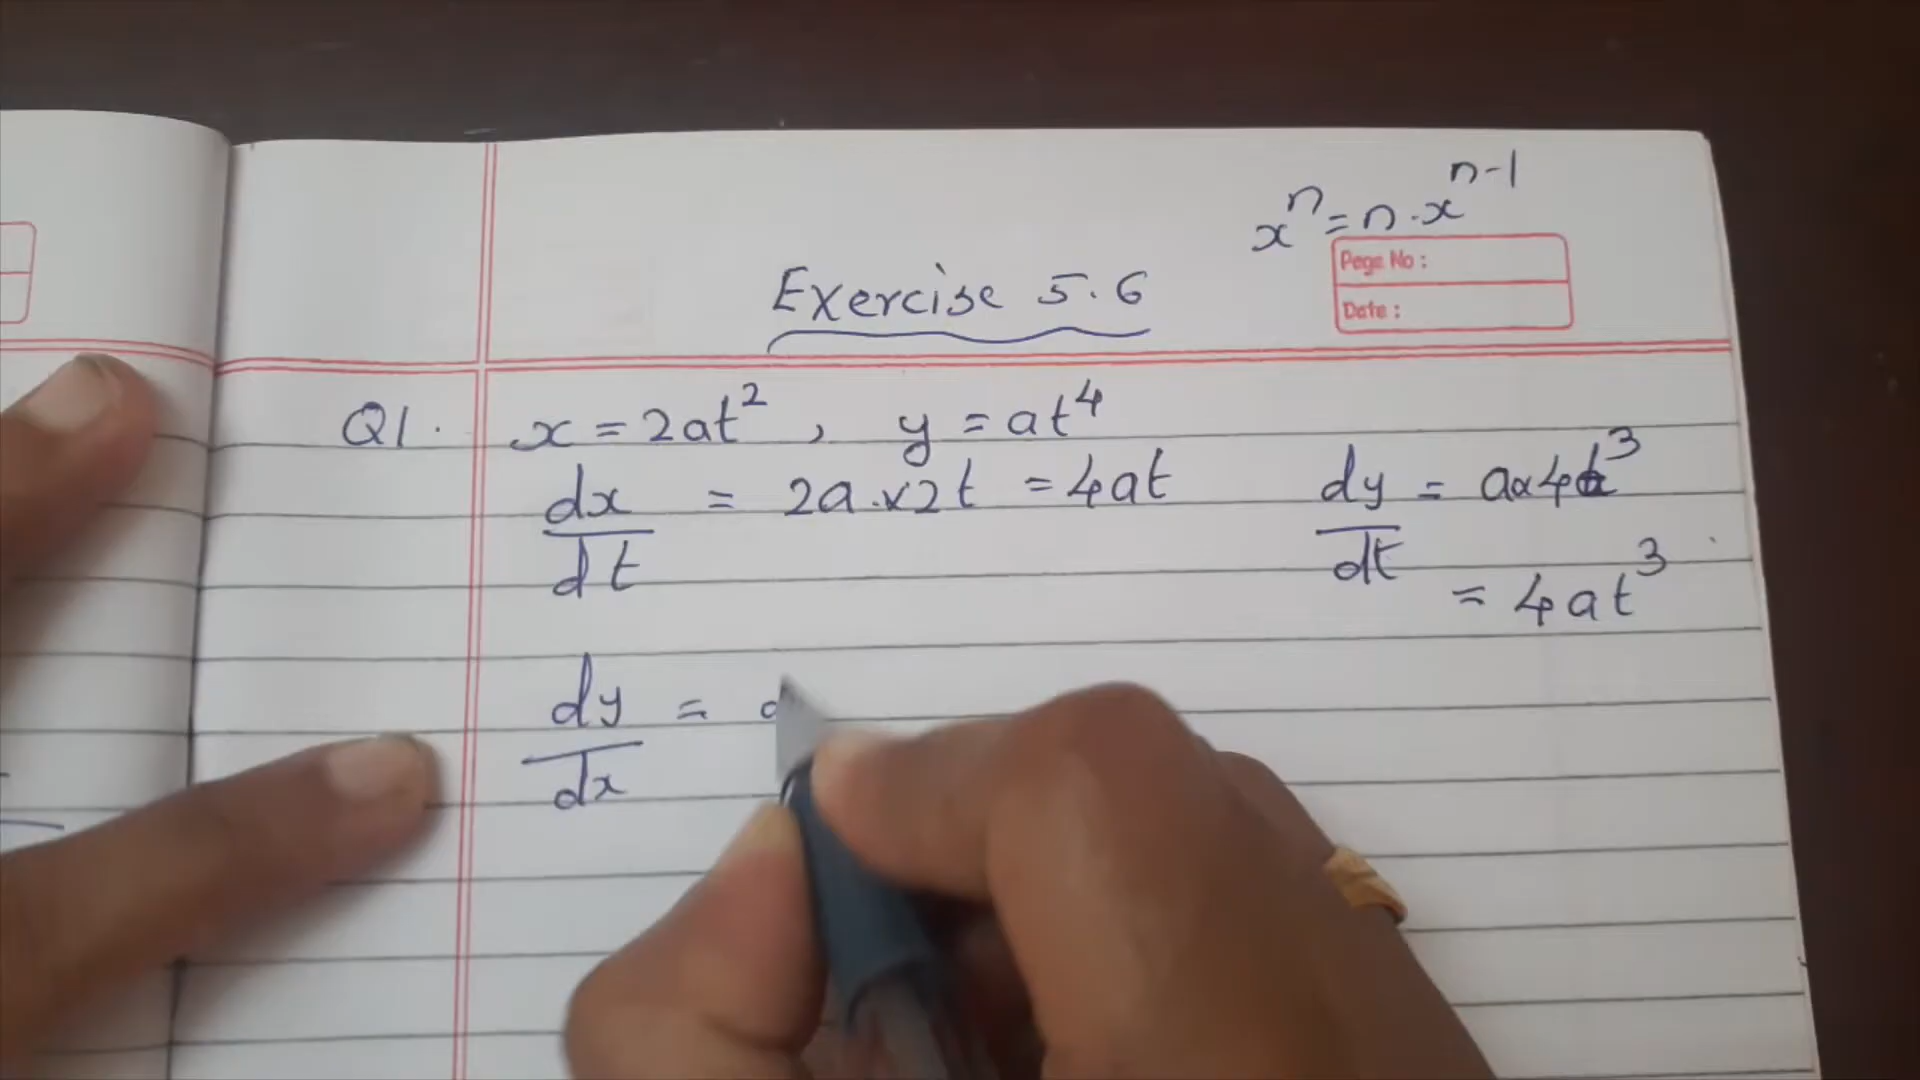 xⁿ = n·xⁿ⁻¹
Page No :
Date :
Exercise 5.6
Q1. x = 2at², y = at⁴
dx/dt = 2a.×2t = 4at dy/dt = a×4t³
= 4at³
dy/dx = d